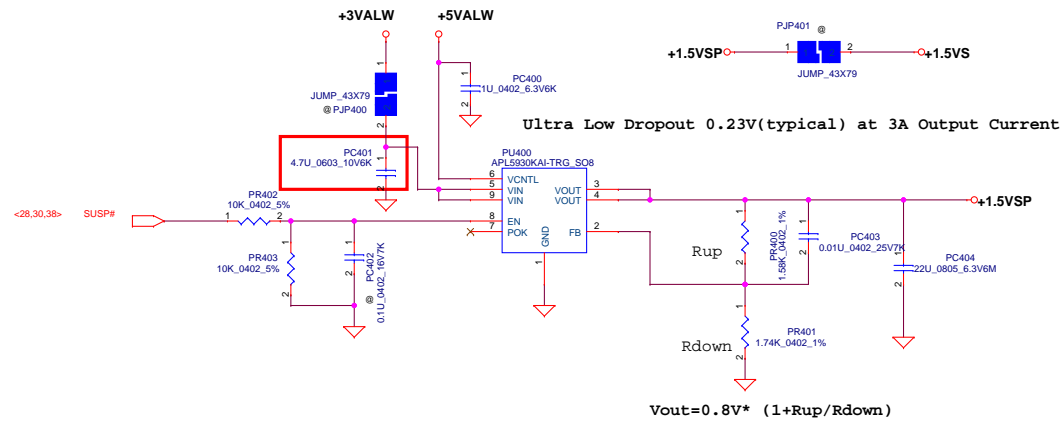 +3VALW
+5VALW
PJP401
@
+1.5VSP
1
2
+1.5VS
JUMP_43X79
1
JUMP_43X79
@ PJP400
2
1
PC400
.1U_0402_6.3V6K
2
Ultra Low Dropout 0.23V(typical) at 3A Output Current
1
PC401
4.7U_0603_10V6K
2
PU400
APL5930KAI-TRG_SO8
6
VCNTL
5
VIN
9
VIN
VOUT
3
VOUT
4
8
EN
7
POK
GND
1
FB
2
<28,30,38>
SUSP#
PR402
10K_0402_5%
1
2
PR403
10K_0402_5%
1
2
1
2
@
PC402
0.1U_0402_16V7K
+1.5VSP
Rup
1
2
PR400
1.58K_0402_1%
1
2
PC403
0.01U_0402_25V7K
1
2
PC404
22U_0805_6.3V6M
Rdown
1
2
PR401
1.74K_0402_1%
Vout=0.8V* (1+Rup/Rdown)